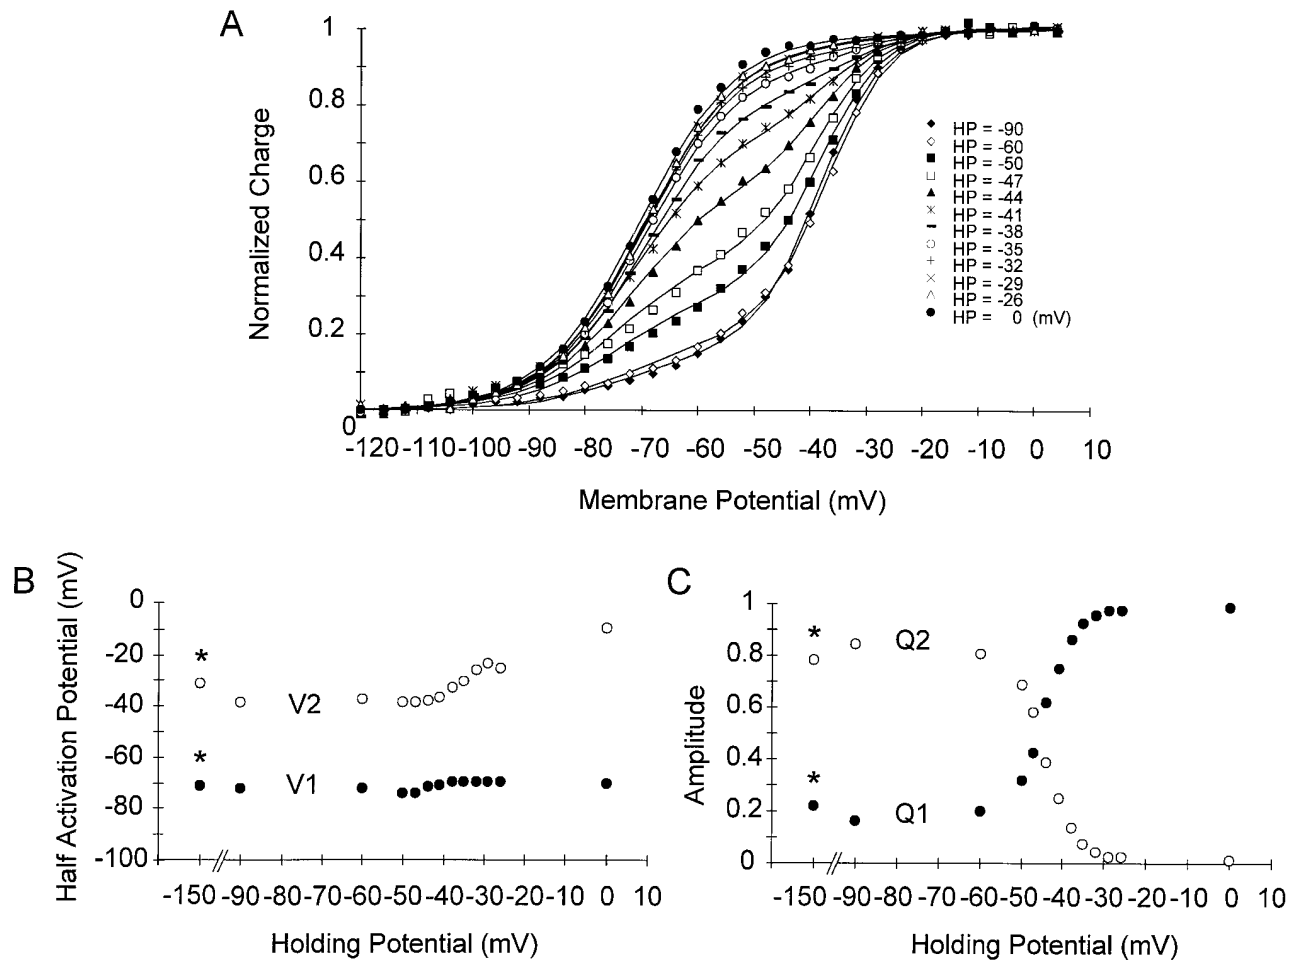 A
Normalized Charge
1
0.8
0.6
0.4
0.2
0
-120 -110 -100 -90 -80 -70 -60 -50 -40 -30 -20 -10 0 10
Membrane Potential (mV)
HP = -90
HP = -60
HP = -50
HP = -47
HP = -44
HP = -41
HP = -38
HP = -35
HP = -32
HP = -29
HP = -26
HP = 0 (mV)
B
Half Activation Potential (mV)
0
-20
-40
-60
-80
-100
*
V2
*
V1
-150 -90 -80 -70 -60 -50 -40 -30 -20 -10 0 10
Holding Potential (mV)
C
Amplitude
1
0.8
0.6
0.4
0.2
0
*
Q2
*
Q1
-150 -90 -80 -70 -60 -50 -40 -30 -20 -10 0 10
Holding Potential (mV)